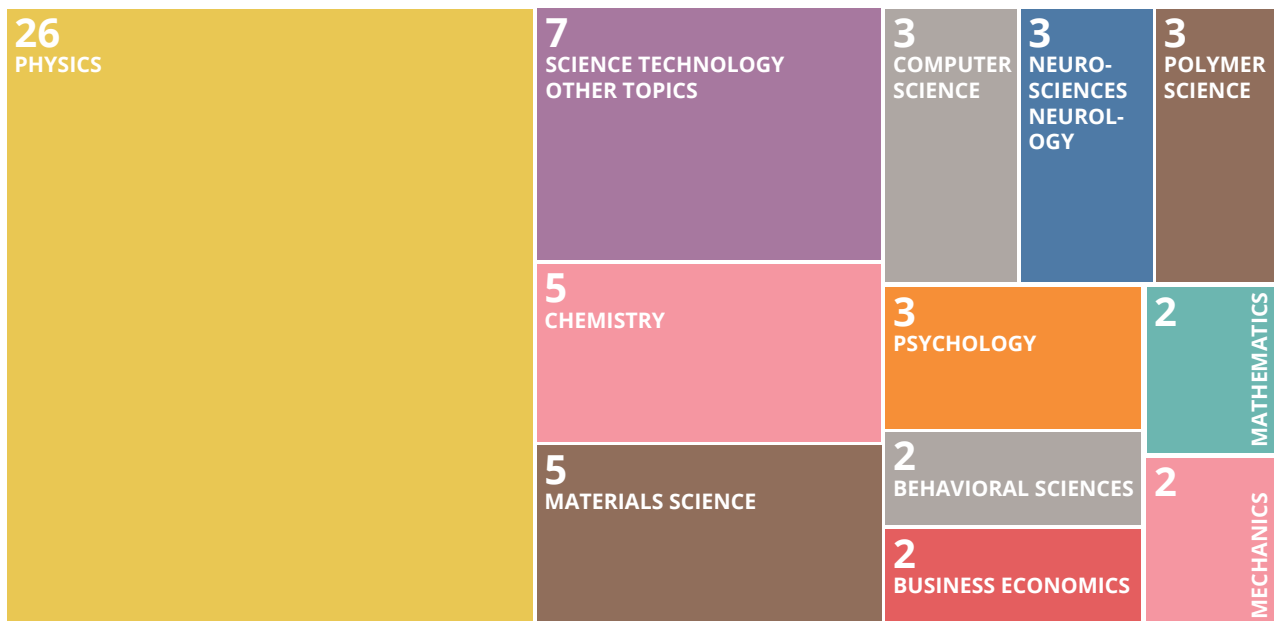 26
PHYSICS
7
SCIENCE TECHNOLOGY
OTHER TOPICS
5
CHEMISTRY
5
MATERIALS SCIENCE
3
COMPUTER
SCIENCE
3
NEURO-
SCIENCES
NEUROL-
OGY
3
POLYMER
SCIENCE
3
PSYCHOLOGY
2
BEHAVIORAL SCIENCES
2
BUSINESS ECONOMICS
2
MATHEMATICS
2
MECHANICS